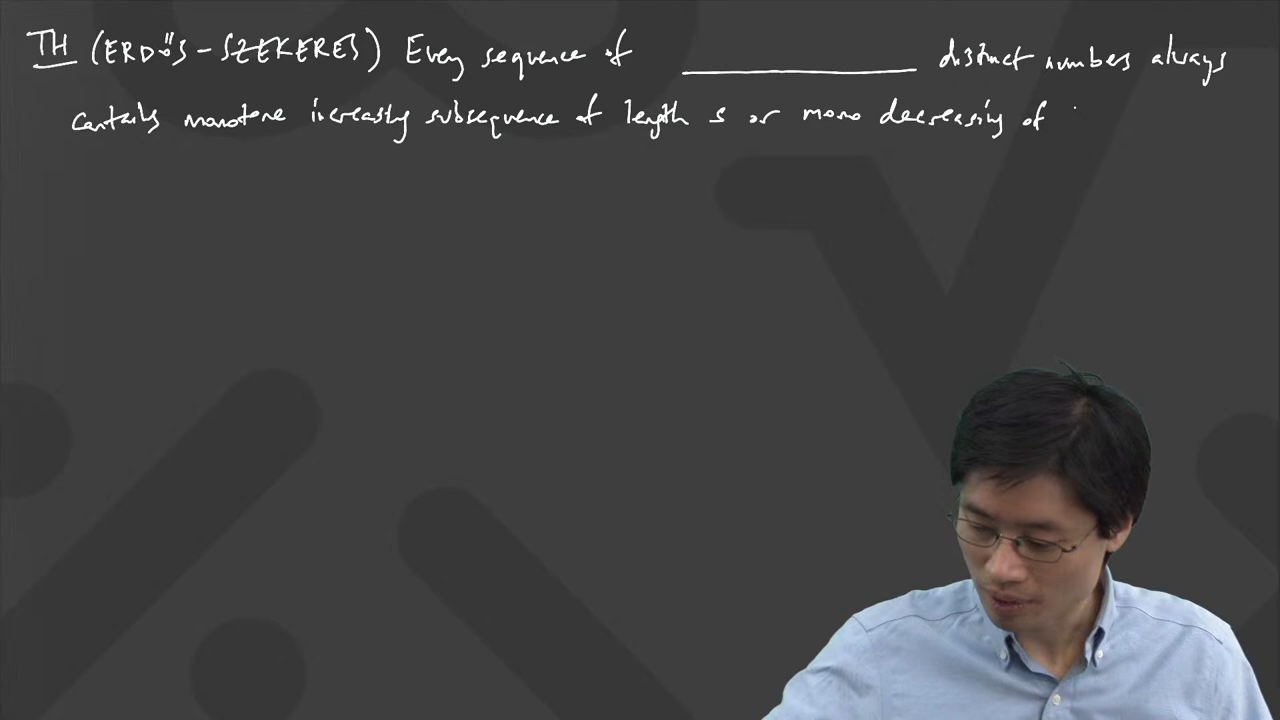 TH (ERDŐS-SZEKERES) Every sequence of __________ distinct numbers always
contains monotone increasing subsequence of length s or mono decreasing of